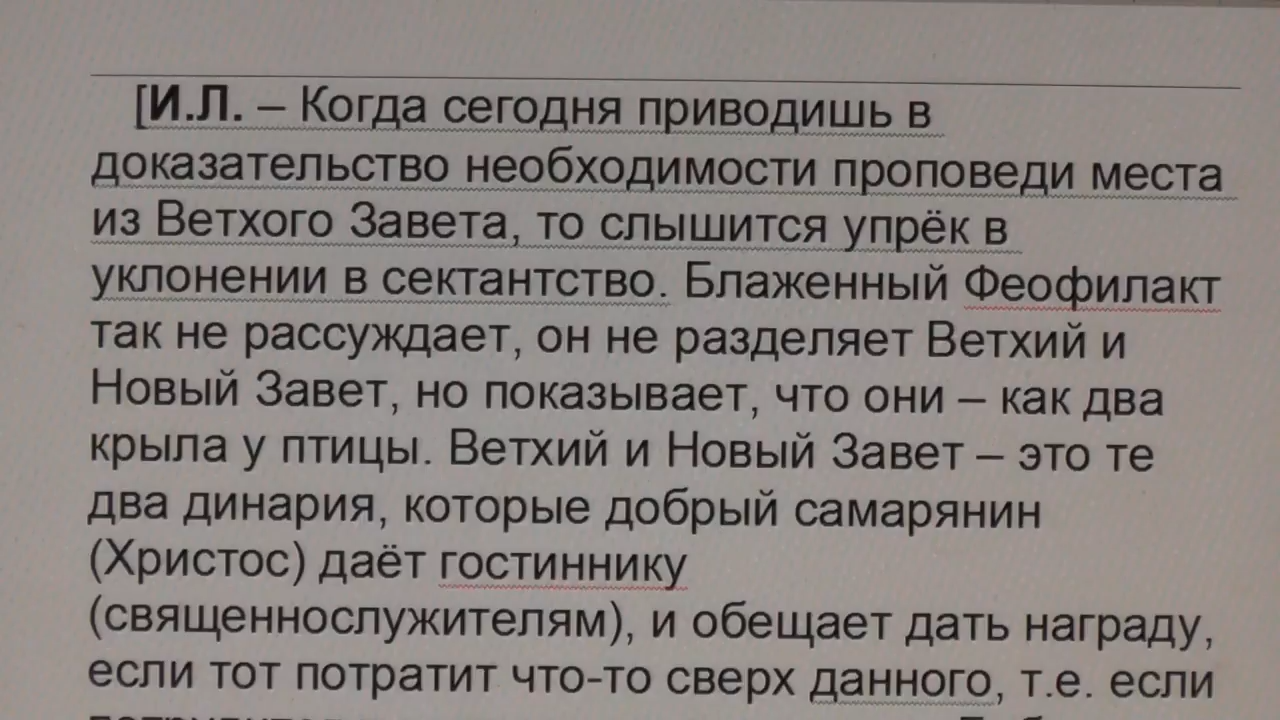 [И.Л. – Когда сегодня приводишь в
доказательство необходимости проповеди места
из Ветхого Завета, то слышится упрёк в
уклонении в сектантство. Блаженный Феофилакт
так не рассуждает, он не разделяет Ветхий и
Новый Завет, но показывает, что они – как два
крыла у птицы. Ветхий и Новый Завет – это те
два динария, которые добрый самарянин
(Христос) даёт гостиннику
(священнослужителям), и обещает дать награду,
если тот потратит что-то сверх данного, т.е. если